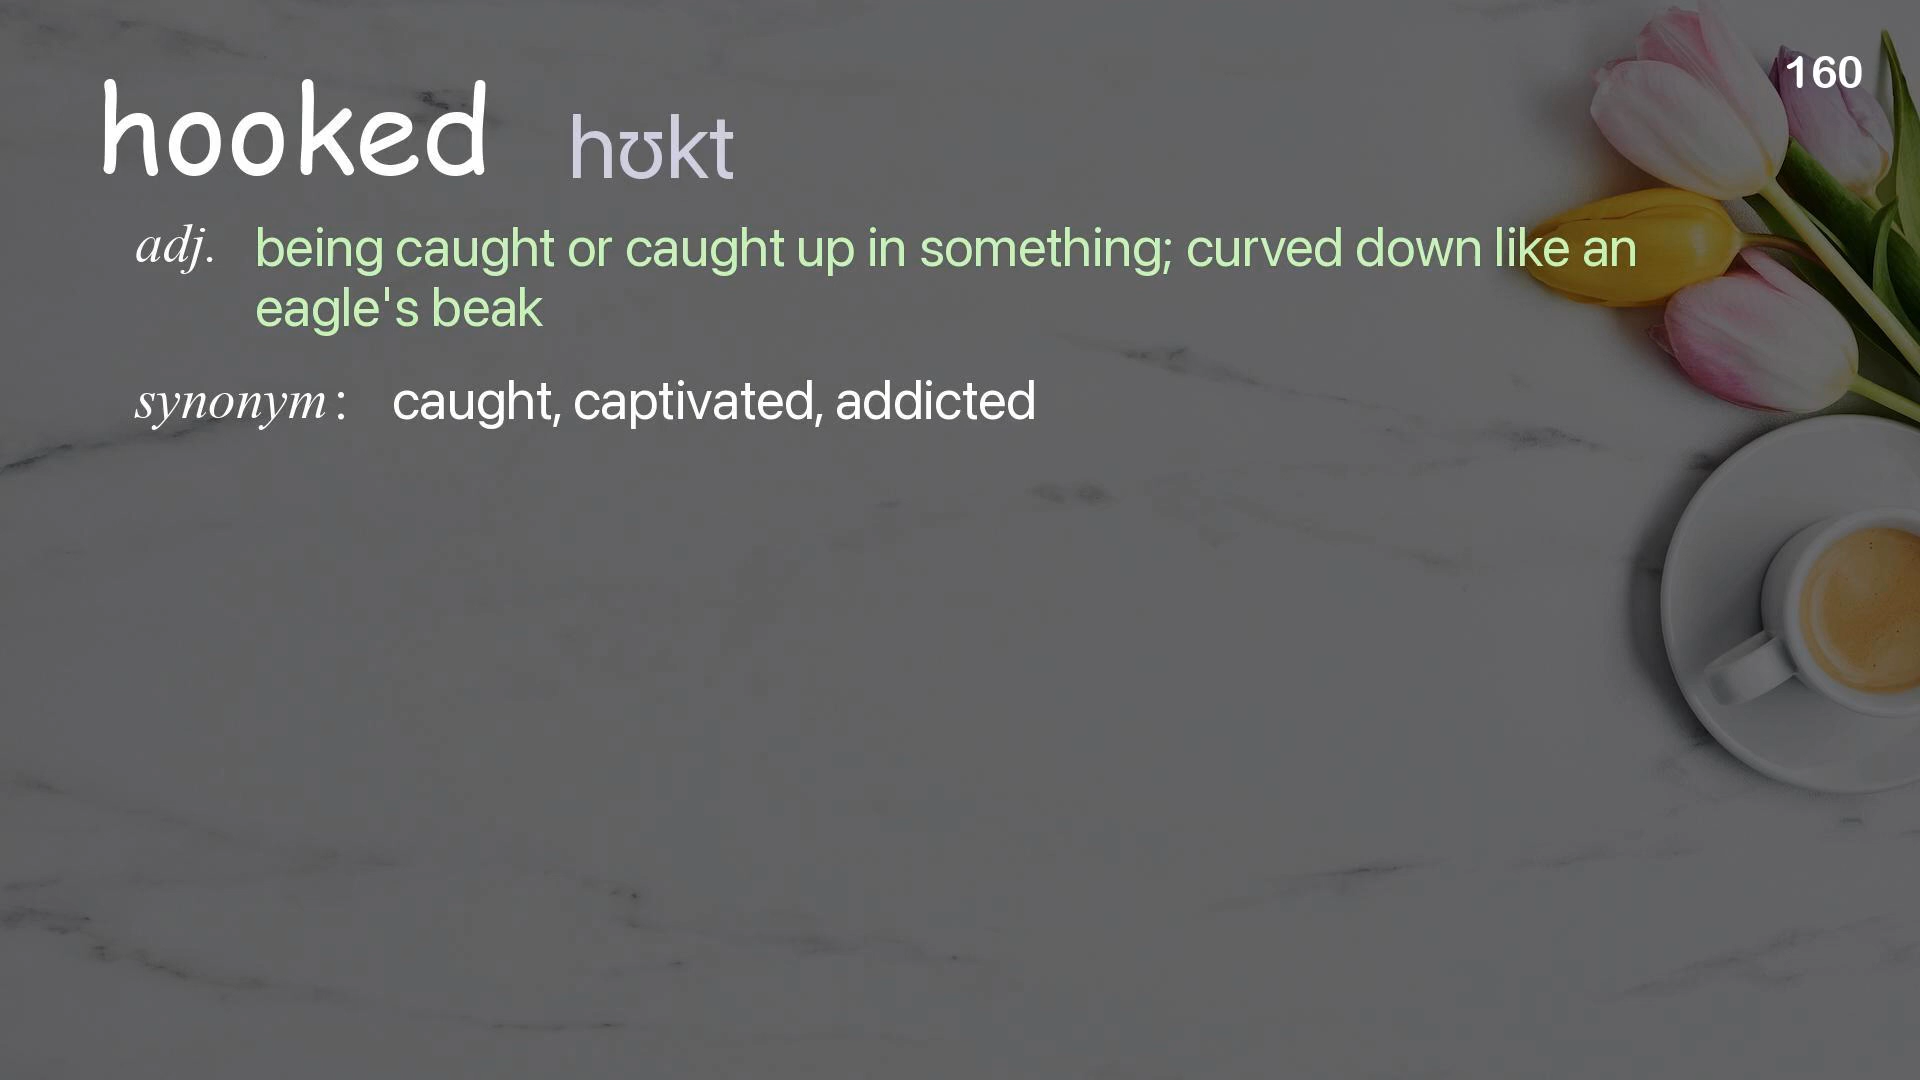 160
hooked hʊkt
adj. being caught or caught up in something; curved down like an
eagle's beak
synonym : caught, captivated, addicted